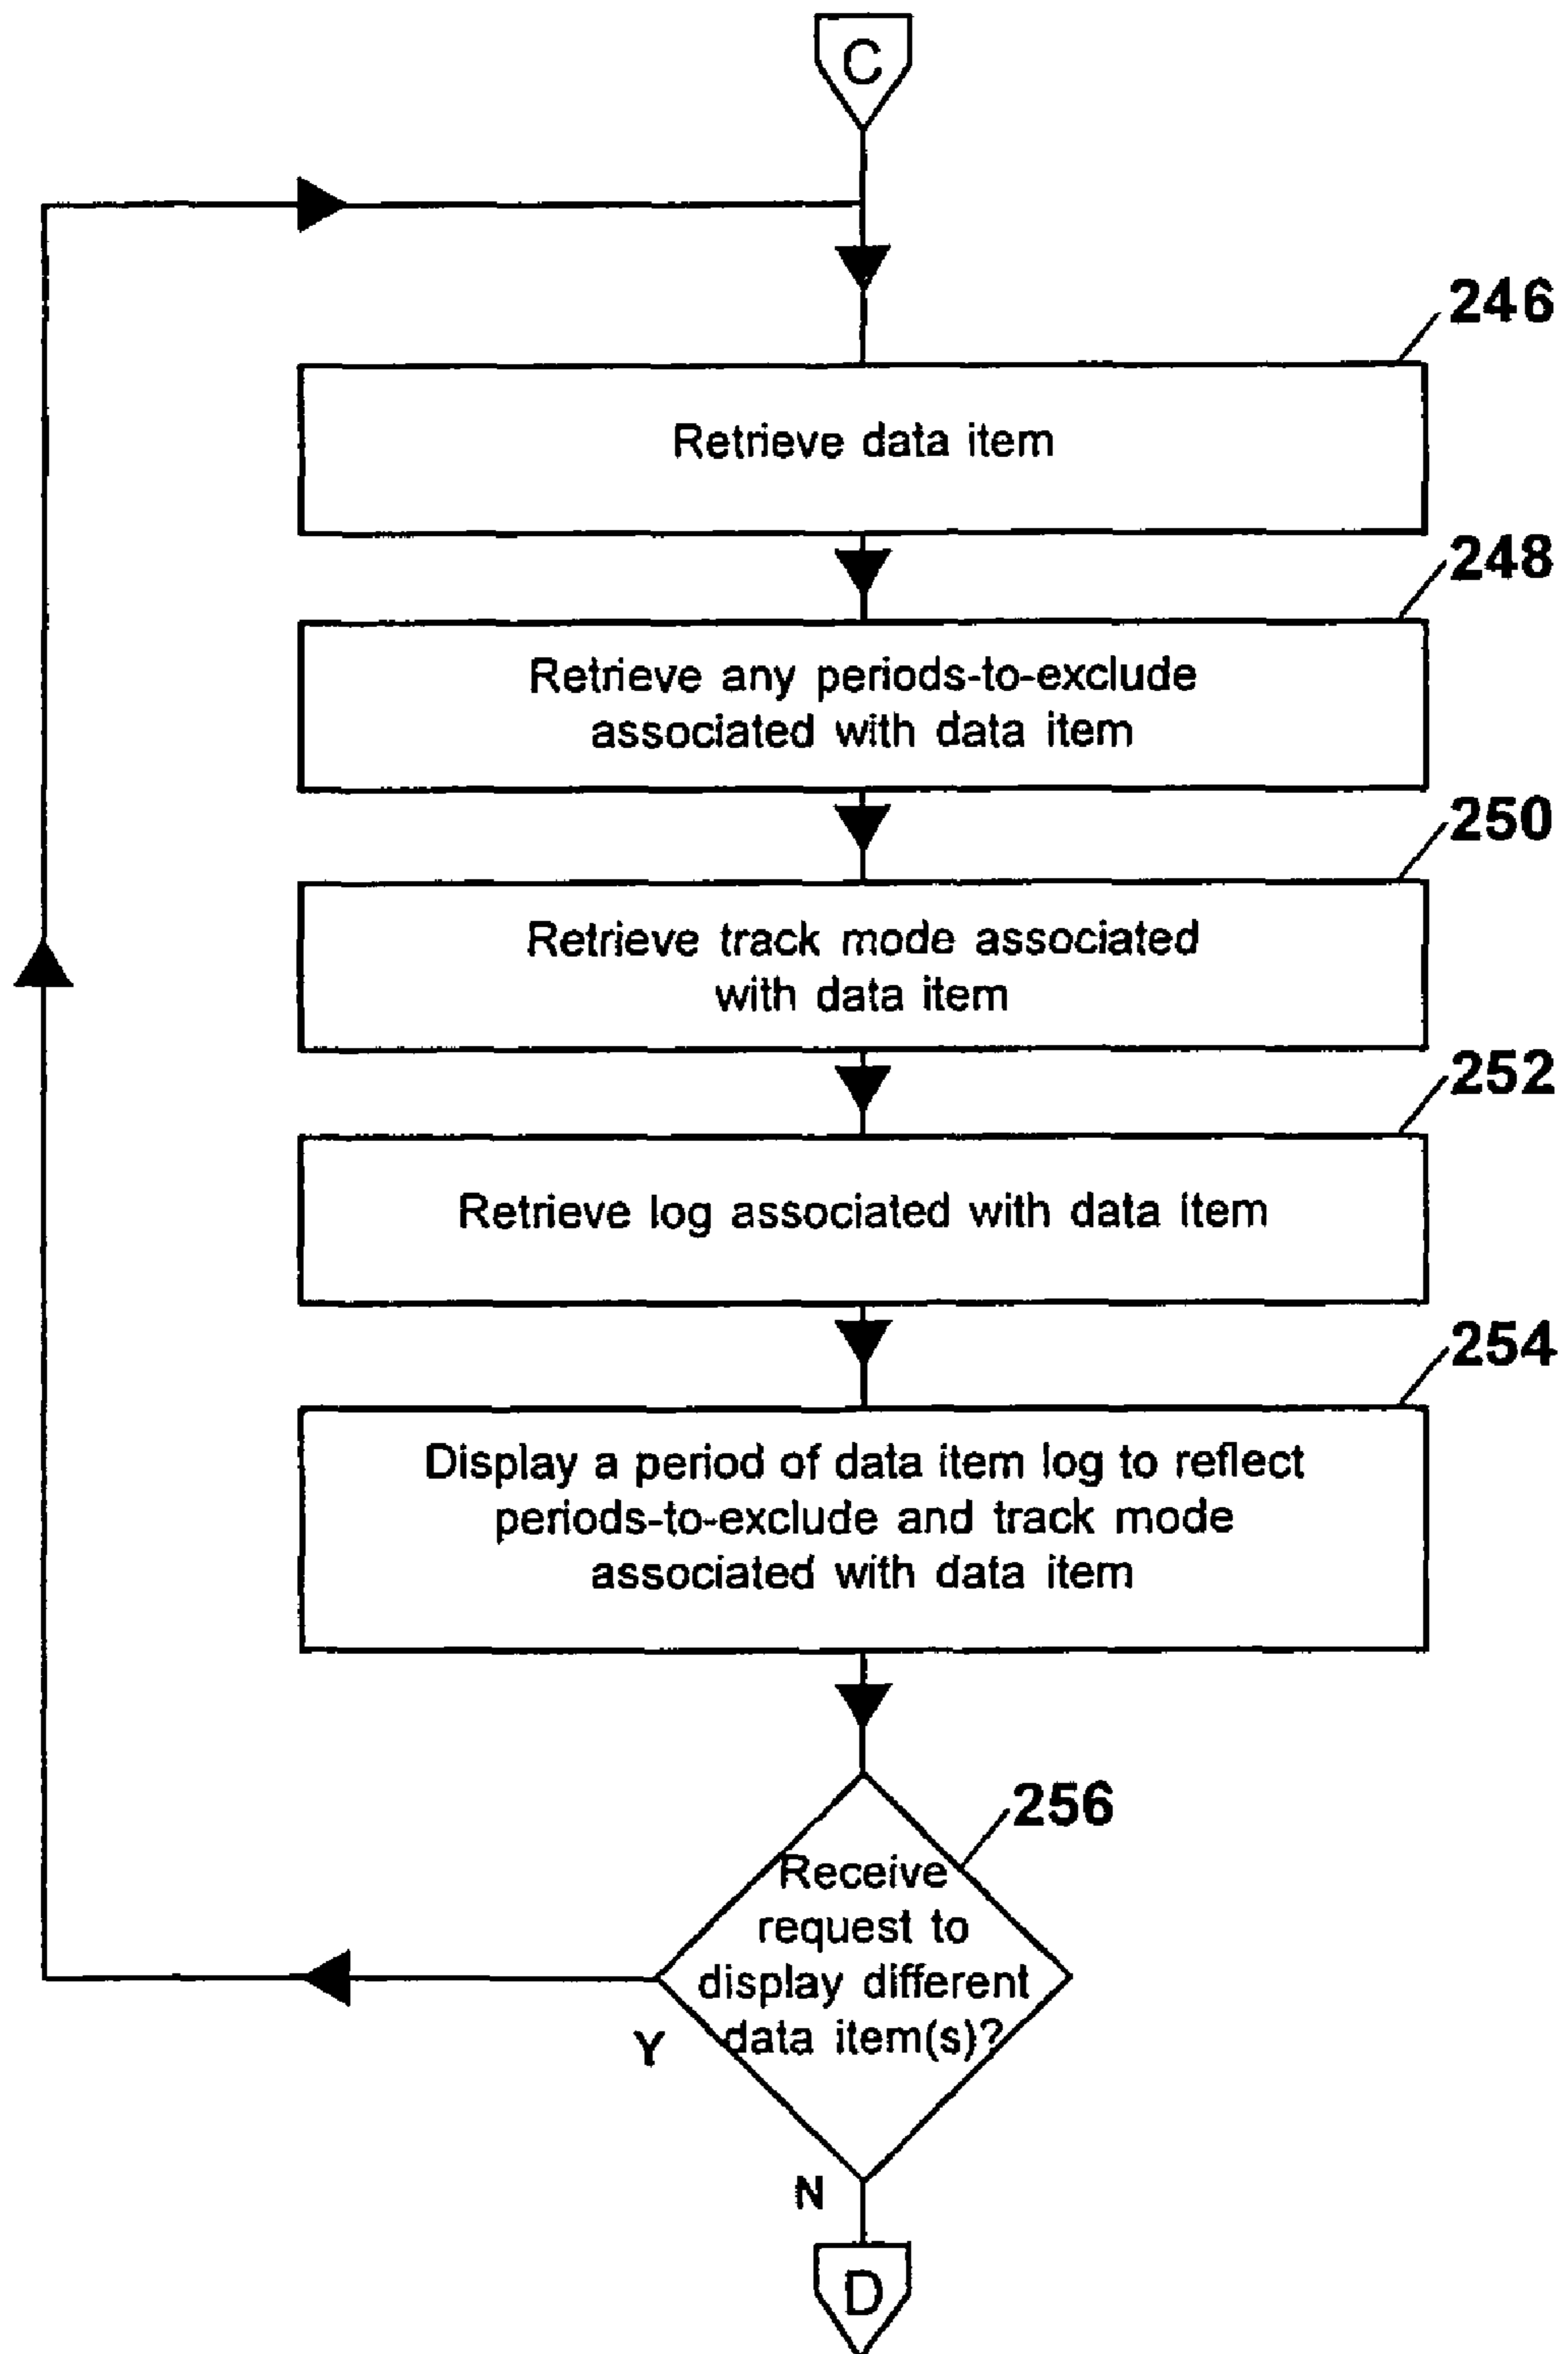 C
246
Retrieve data item
248
Retrieve any periods-to-exclude
associated with data item
250
Retrieve track mode associated
with data item
252
Retrieve log associated with data item
254
Display a period of data item log to reflect
periods-to-exclude and track mode
associated with data item
256
Receive
request to
display different
data item(s)?
Y
N
D